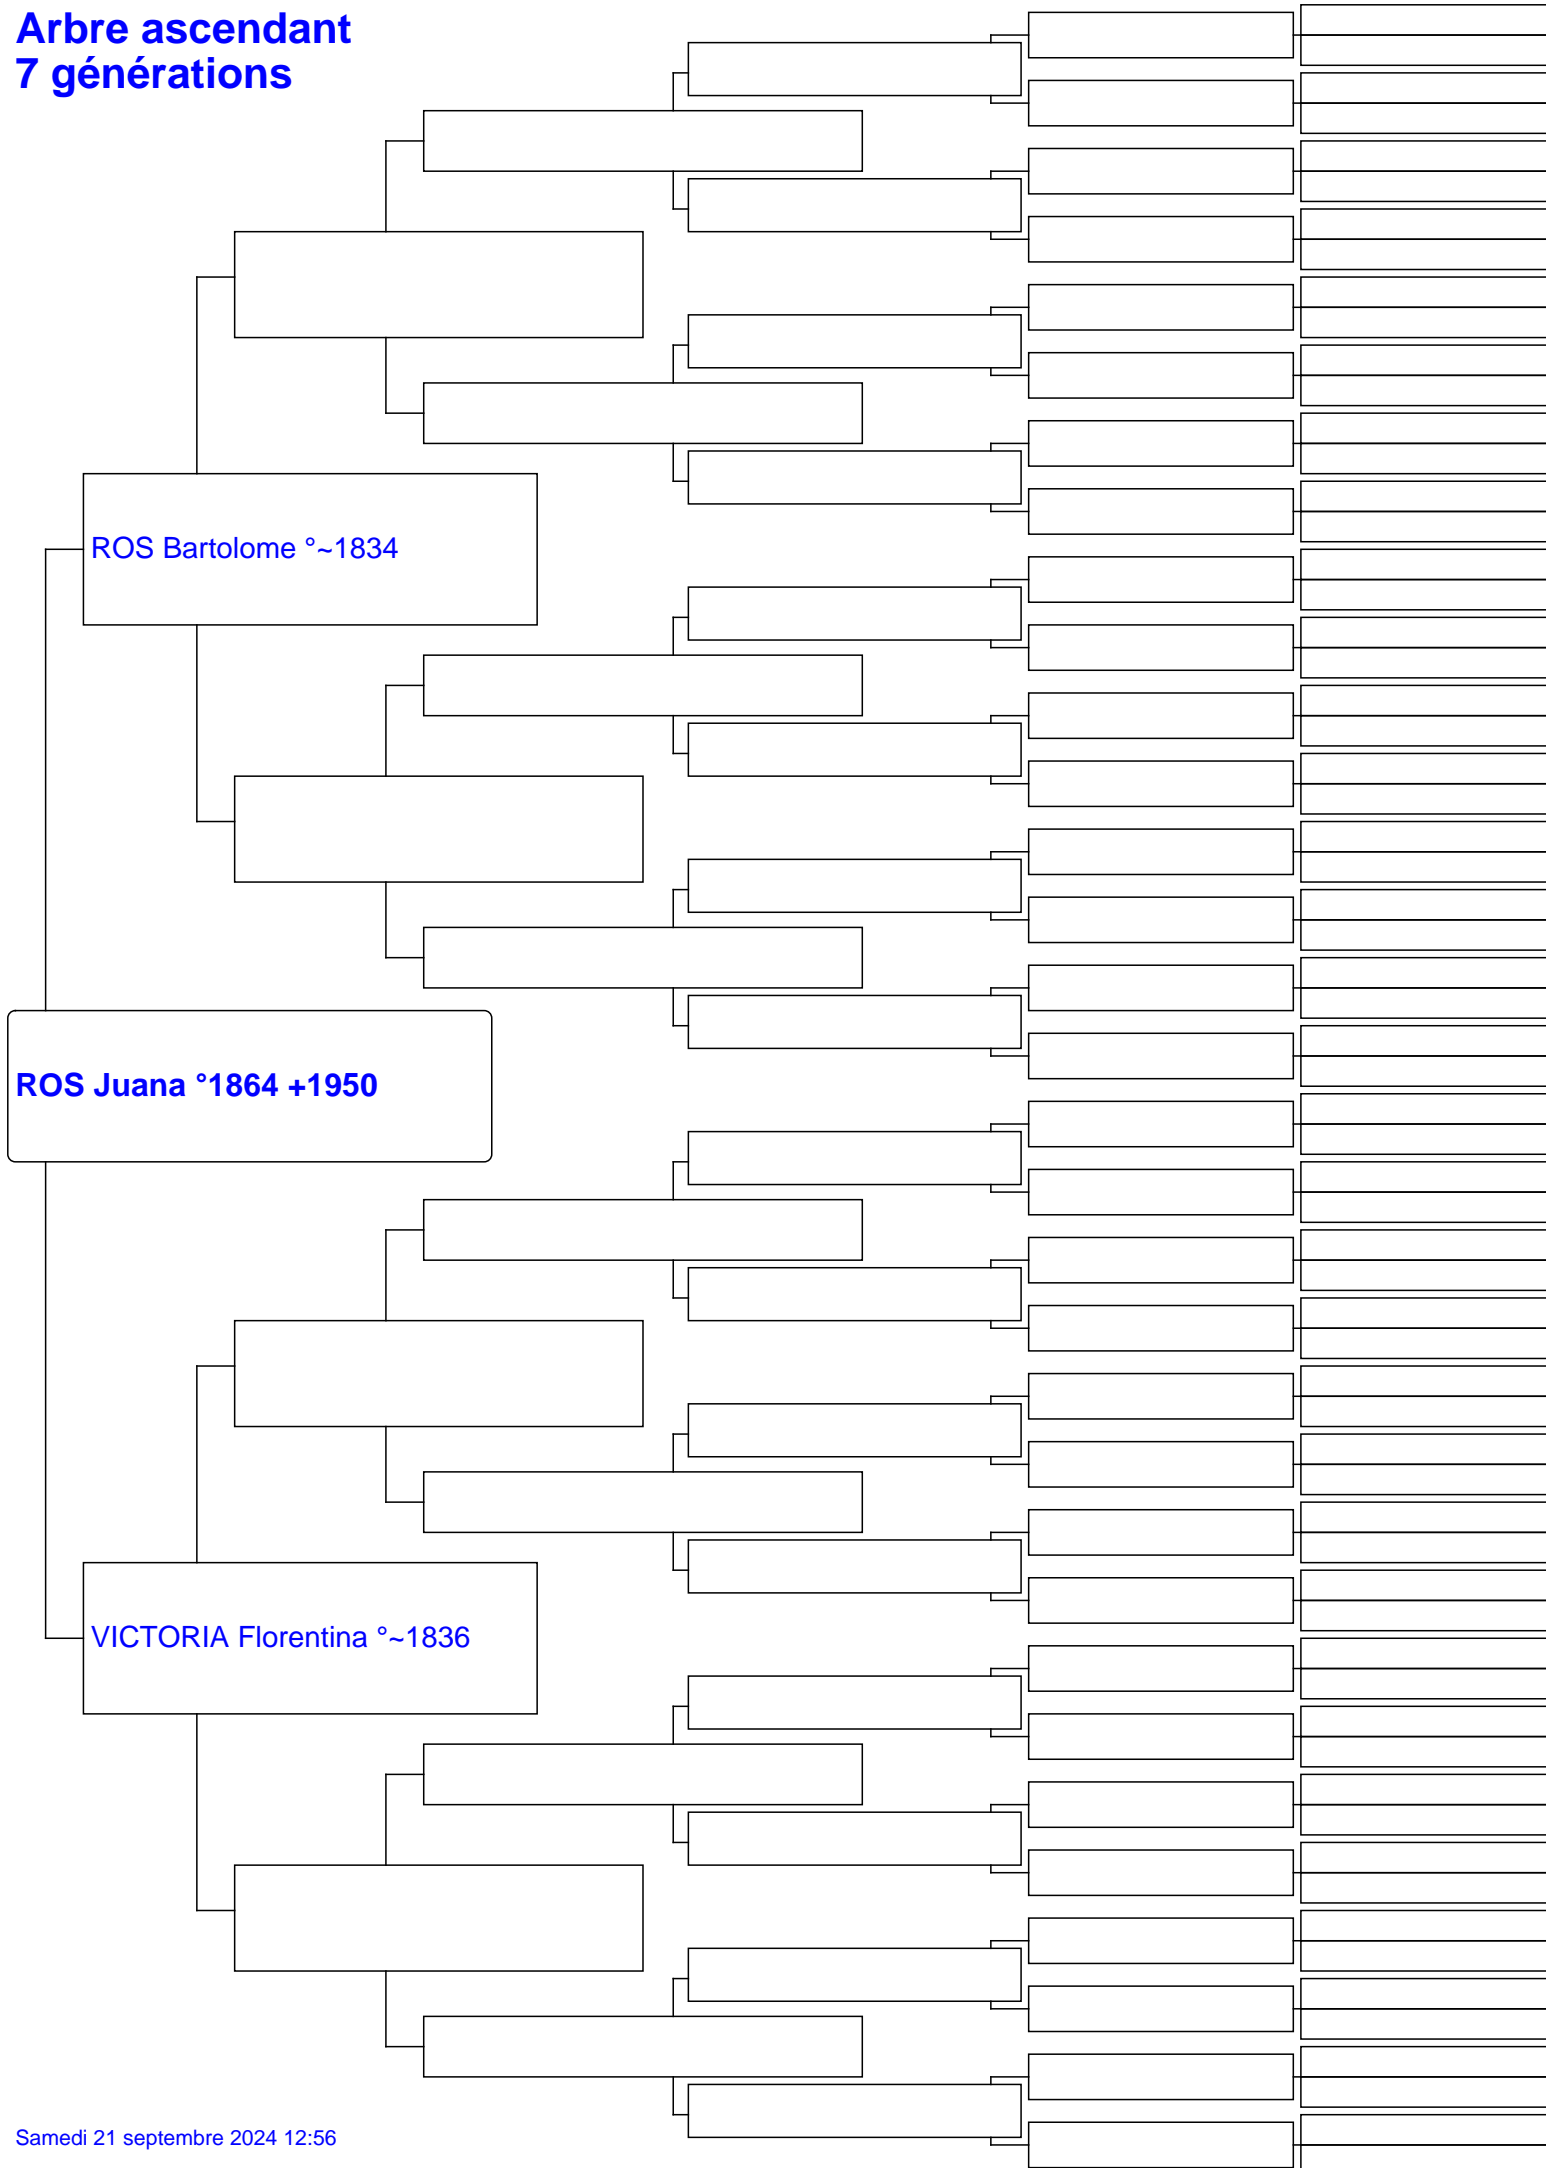 Arbre ascendant
7 générations
ROS Bartolome °~1834
ROS Juana °1864 +1950
VICTORIA Florentina °~1836
Samedi 21 septembre 2024 12:56